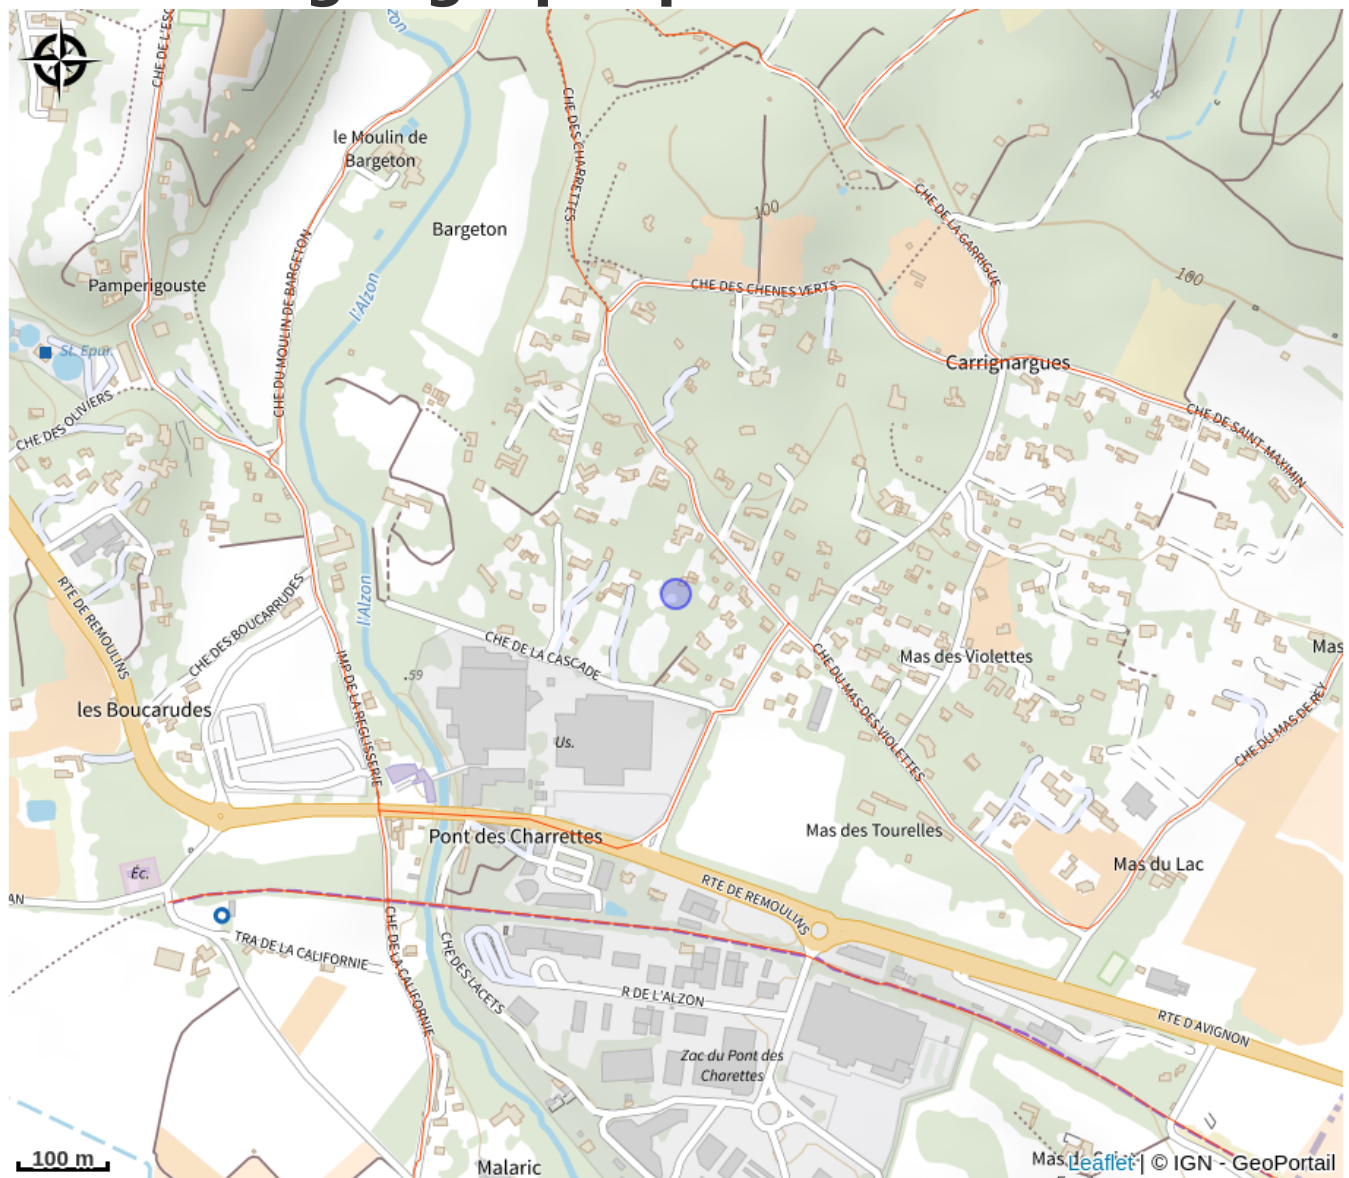 CHE DE L'ESC
le Moulin de
Bargeton
CHE DES CHARRETTES
100
Bargeton
CHE DE LA GARRIGUE
100
l'Alzon
Pamperigouste
CHE DES CHENES VERTS
CHE DU MOULIN DE BARGETON
St. Epur.
Carrignargues
CHE DES OLIVIERS
CHE DE SAINT MAXIMIN
RTE DE REMOULINS
l'Alzon
CHE DES BOUCARRUDES
CHE DE LA CASCADE
IMP DE LA REGLISSERIE
.59
Mas des Violettes
Mas
CHE DU MAS DES VIOLETTES
les Boucarudes
CHE DU MAS DE REY
Us.
Pont des Charrettes
Mas des Tourelles
Mas du Lac
Éc.
RTE DE REMOULINS
AN
TRA DE LA CALIFORNIE
CHE DE LA CALIFORNIE
CHE DES LACETS
R DE L'ALZON
RTE D'AVIGNON
Zac du Pont des
Charettes
100 m
Malaric
Leaflet | © IGN - GeoPortail